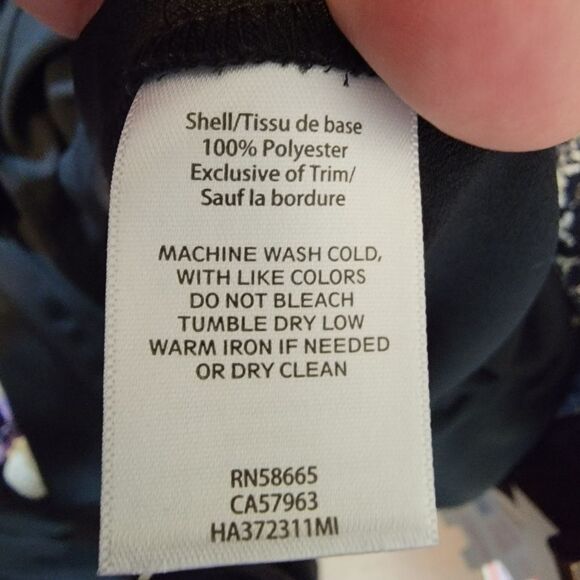 Shell/Tissu de base
100% Polyester
Exclusive of Trim/
Sauf la bordure
MACHINE WASH COLD,
WITH LIKE COLORS
DO NOT BLEACH
TUMBLE DRY LOW
WARM IRON IF NEEDED
OR DRY CLEAN
RN58665
CA57963
HA372311MI